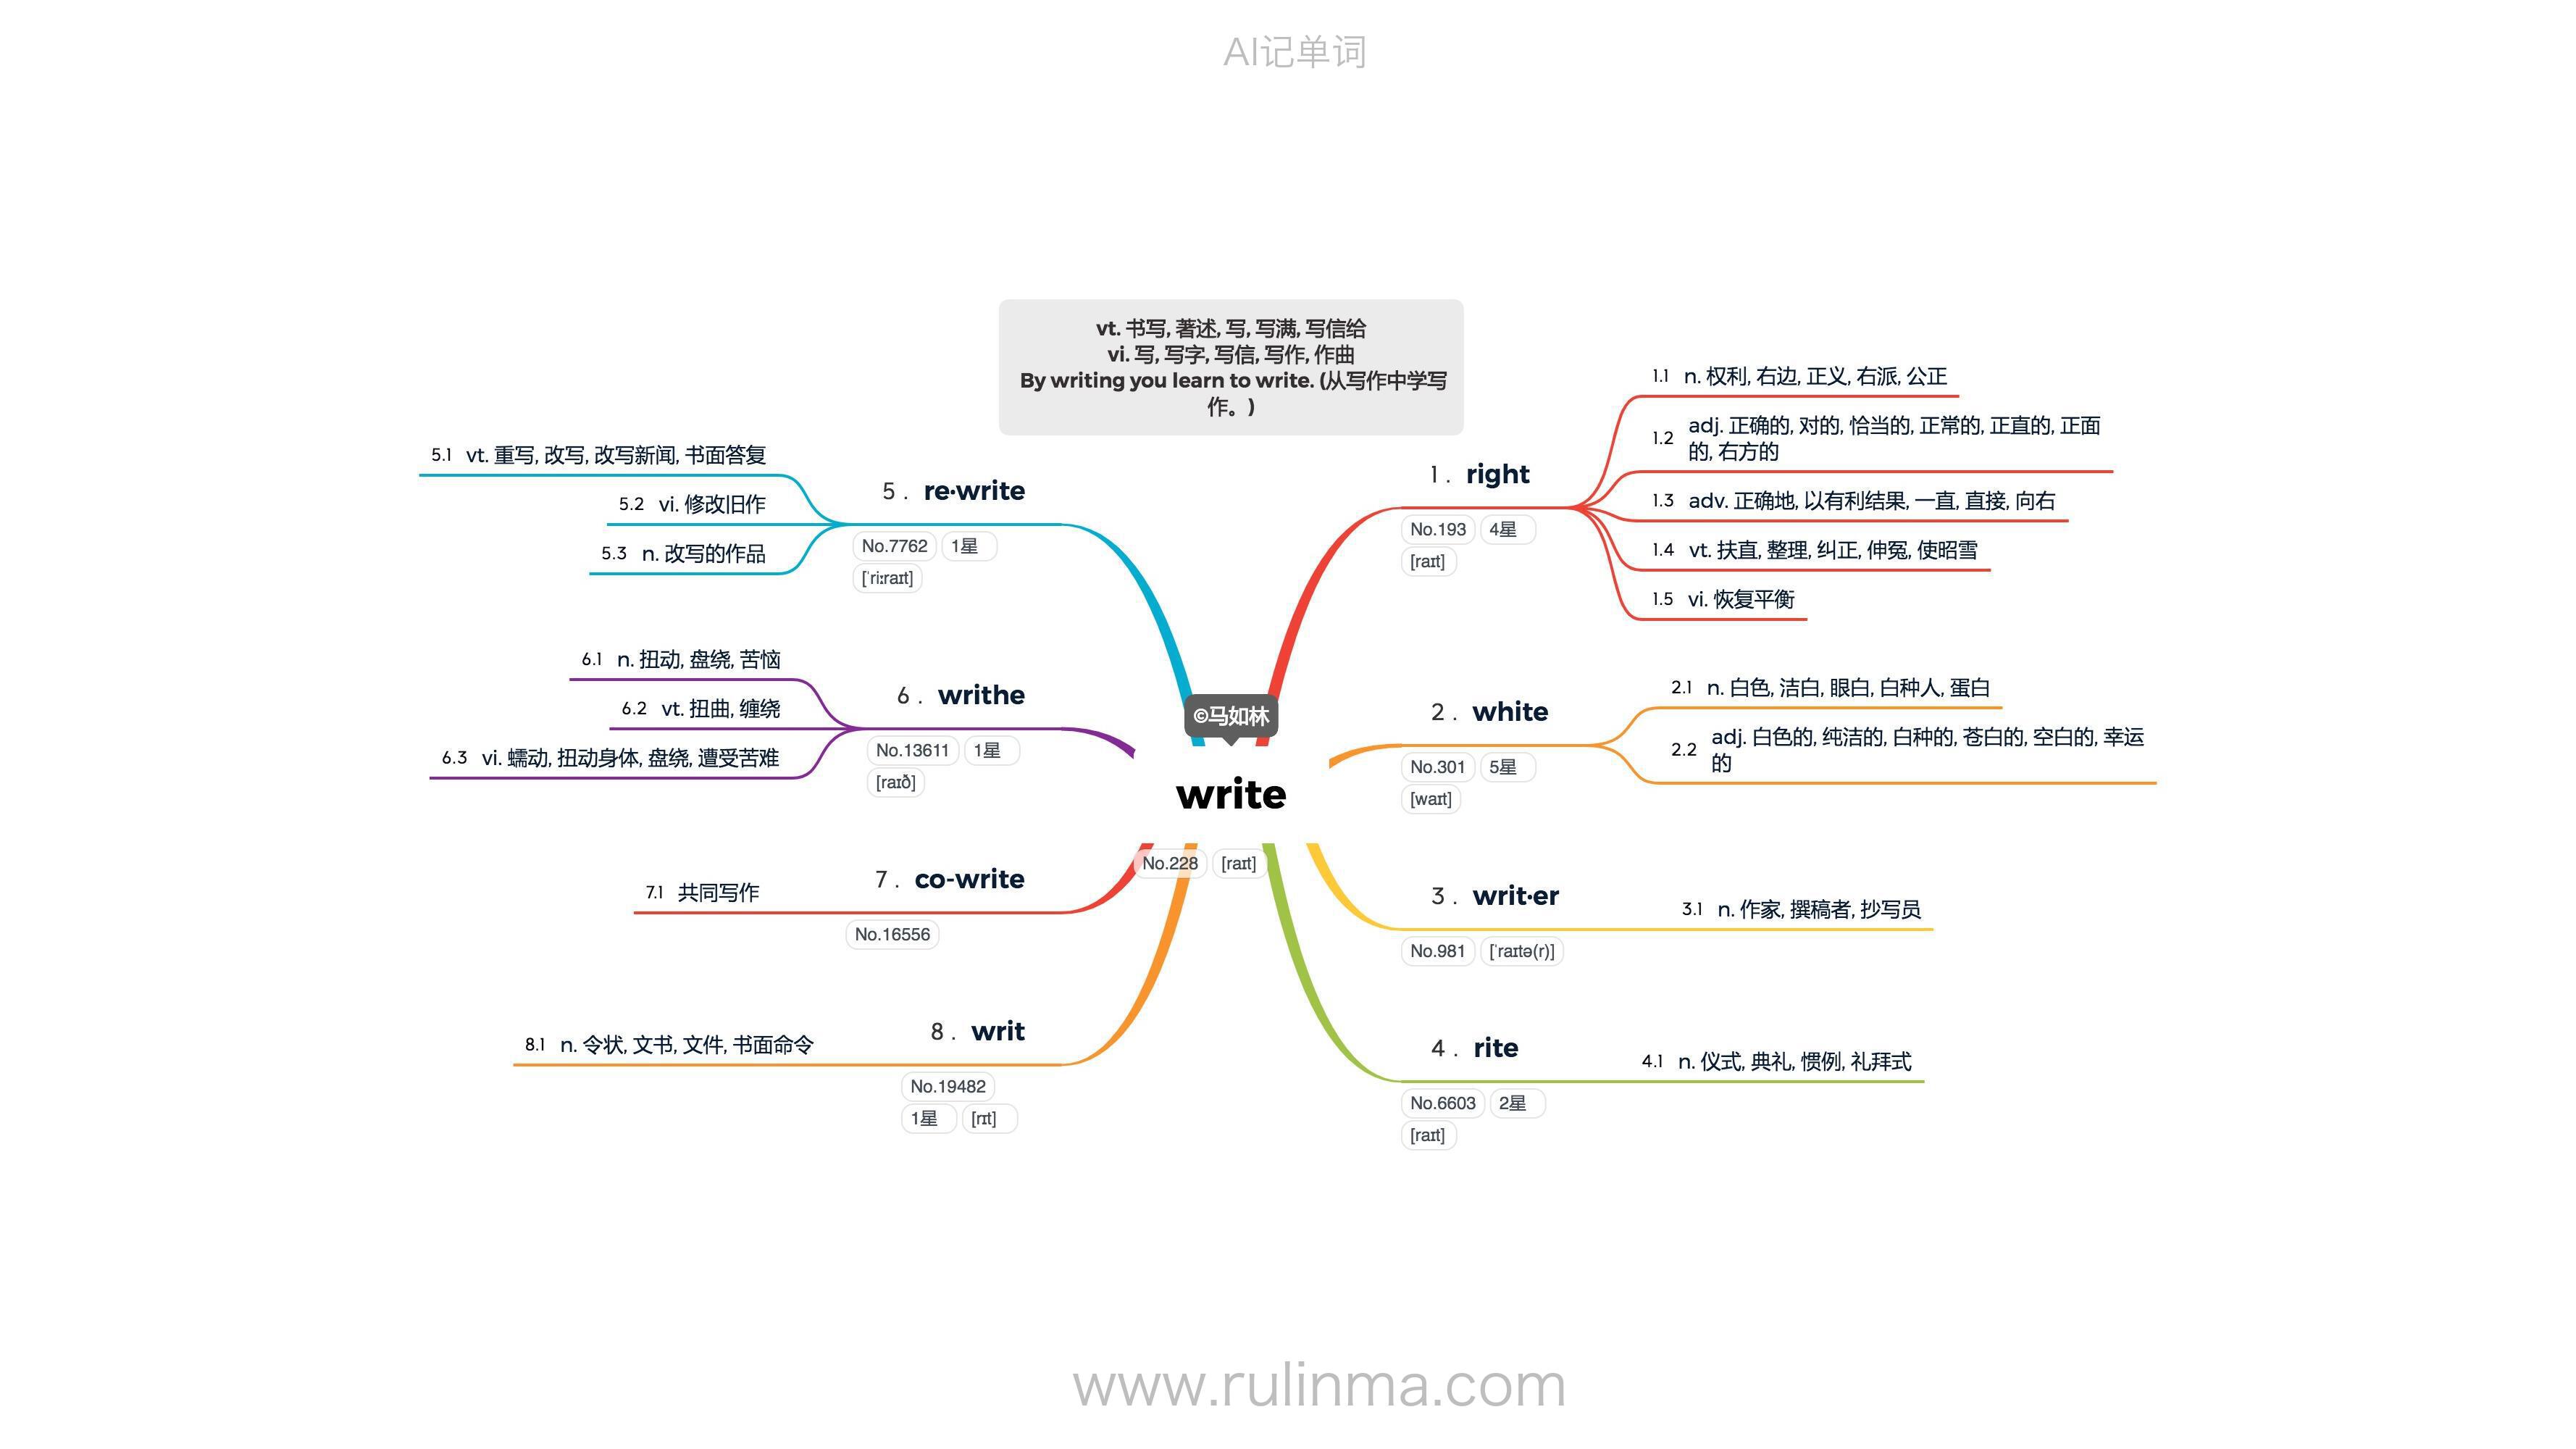 AI记单词
vt. 书写, 著述, 写, 写满, 写信给
vi. 写, 写字, 写信, 写作, 作曲
By writing you learn to write. (从写作中学写
作。)
©马如林
write
No.228 [raɪt]
1 . right
No.193 4星
[raɪt]
1.1 n. 权利, 右边, 正义, 右派, 公正
1.2 adj. 正确的, 对的, 恰当的, 正常的, 正直的, 正面
的, 右方的
1.3 adv. 正确地, 以有利结果, 一直, 直接, 向右
1.4 vt. 扶直, 整理, 纠正, 伸冤, 使昭雪
1.5 vi. 恢复平衡
2 . white
No.301 5星
[waɪt]
2.1 n. 白色, 洁白, 眼白, 白种人, 蛋白
2.2 adj. 白色的, 纯洁的, 白种的, 苍白的, 空白的, 幸运
的
3 . writ·er
No.981 [ˈraɪtə(r)]
3.1 n. 作家, 撰稿者, 抄写员
4 . rite
No.6603 2星
[raɪt]
4.1 n. 仪式, 典礼, 惯例, 礼拜式
5 . re·write
No.7762 1星
[ˈriːraɪt]
5.1 vt. 重写, 改写, 改写新闻, 书面答复
5.2 vi. 修改旧作
5.3 n. 改写的作品
6 . writhe
No.13611 1星
[raɪð]
6.1 n. 扭动, 盘绕, 苦恼
6.2 vt. 扭曲, 缠绕
6.3 vi. 蠕动, 扭动身体, 盘绕, 遭受苦难
7 . co-write
No.16556
7.1 共同写作
8 . writ
No.19482
1星 [rɪt]
8.1 n. 令状, 文书, 文件, 书面命令
www.rulinma.com